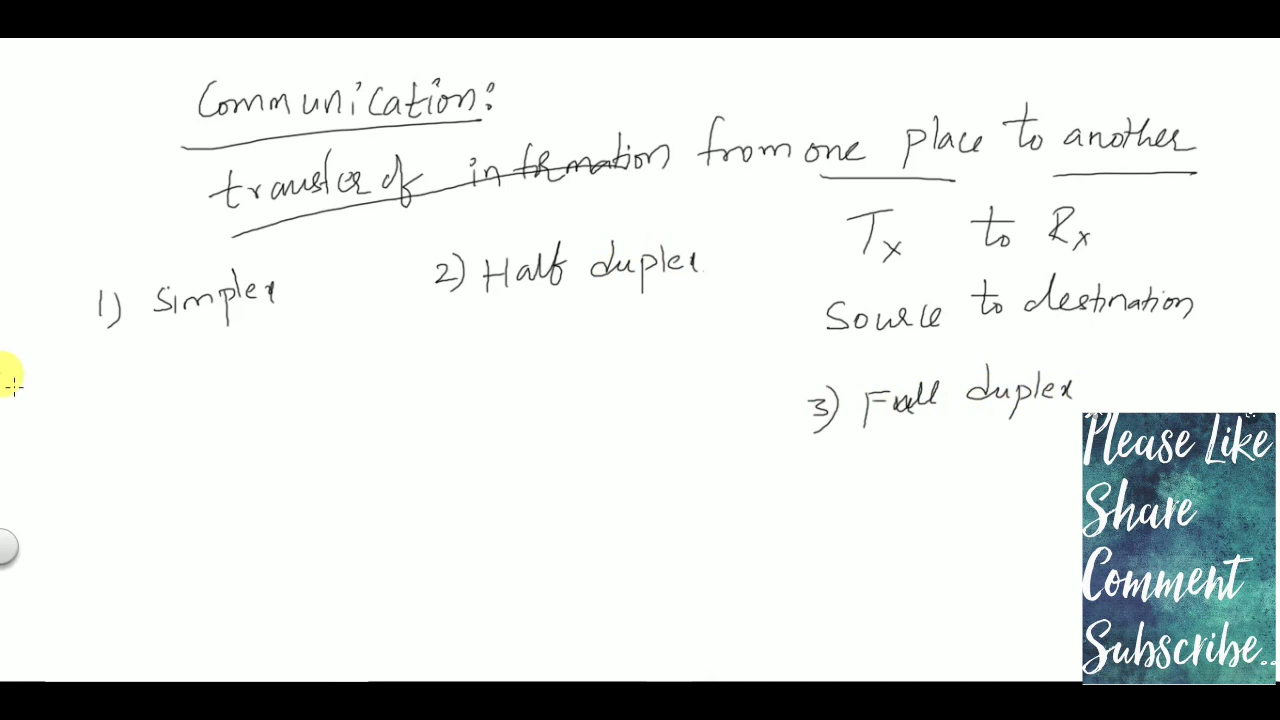 Communication:
transfer of information from one place to another
Tx to Rx
1) Simplex
2) Half duplex
Source to destination
3) Full duplex
Please Like
Share
Comment
Subscribe..